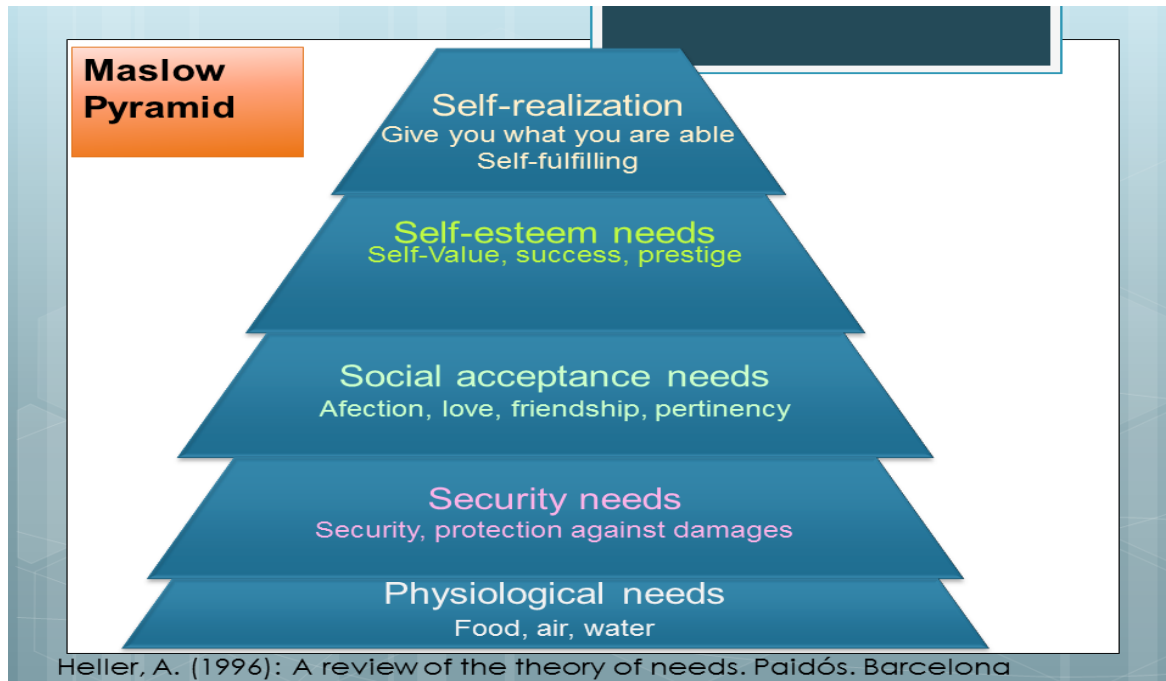 Maslow
Pyramid
Self-realization
Give you what you are able
Self-fulfilling
Self-esteem needs
Self-Value, success, prestige
Social acceptance needs
Afection, love, friendship, pertinency
Security needs
Security, protection against damages
Physiological needs
Food, air, water
Heller, A. (1996): A review of the theory of needs. Paidós. Barcelona